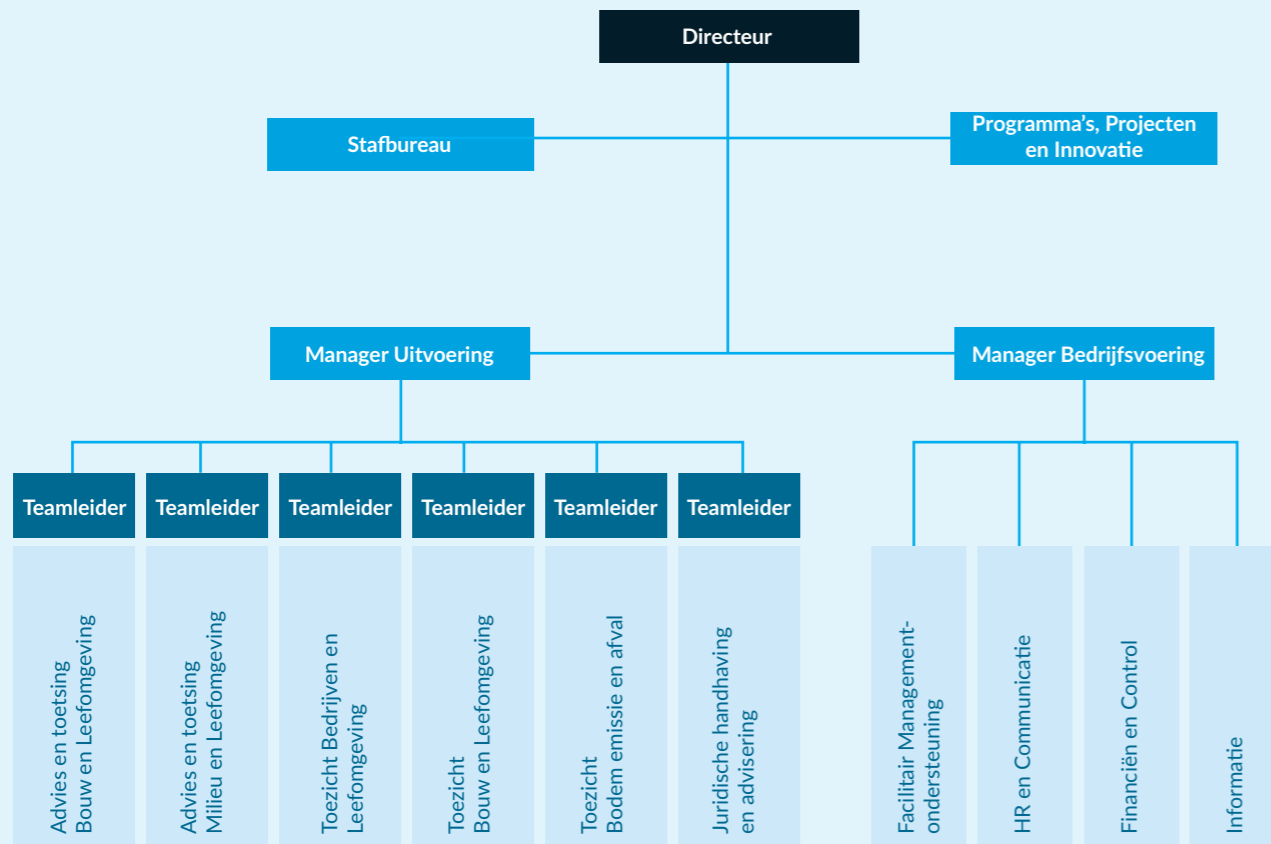 Directeur
Stafbureau
Programma's, Projecten
en Innovatie
Manager Uitvoering
Manager Bedrijfsvoering
Teamleider
Teamleider
Teamleider
Teamleider
Teamleider
Teamleider
Advies en toetsing
Bouw en Leefomgeving
Advies en toetsing
Milieu en Leefomgeving
Toezicht Bedrijven en
Leefomgeving
Toezicht
Bouw en Leefomgeving
Toezicht
Bodem emissie en afval
Juridische handhaving
en advisering
Facilitair Management-
ondersteuning
HR en Communicatie
Financiën en Control
Informatie